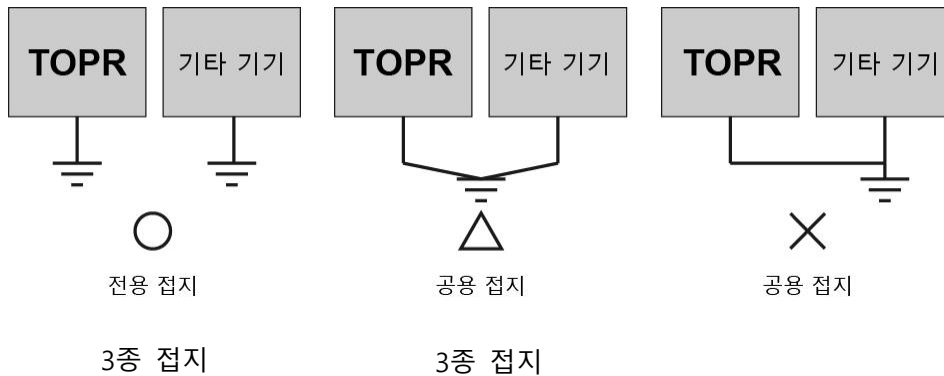 TOPR 기타 기기 TOPR 기타 기기 TOPR 기타 기기
전용 접지 공용 접지 공용 접지
3종 접지 3종 접지